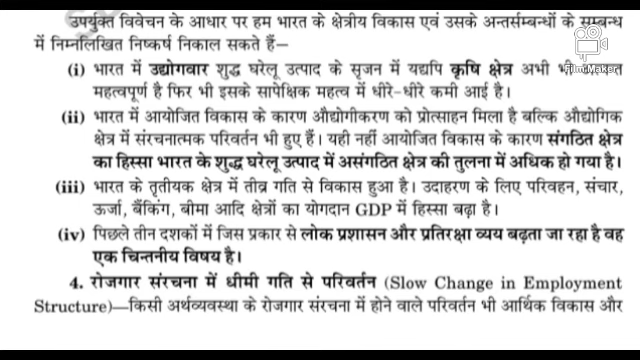 उपर्युक्त विवेचन के आधार पर हम भारत के क्षेत्रीय विकास एवं उसके अन्तर्सम्बन्धों के सम्बन्ध
में निम्नलिखित निष्कर्ष निकाल सकते हैं—
(i) भारत में उद्योगवार शुद्ध घरेलू उत्पाद के सृजन में यद्यपि कृषि क्षेत्र अभी भी
महत्वपूर्ण है फिर भी इसके सापेक्षिक महत्व में धीरे-धीरे कमी आई है।
(ii) भारत में आयोजित विकास के कारण औद्योगीकरण को प्रोत्साहन मिला है बल्कि औद्योगिक
क्षेत्र में संरचनात्मक परिवर्तन भी हुए हैं। यही नहीं आयोजित विकास के कारण संगठित क्षेत्र
का हिस्सा भारत के शुद्ध घरेलू उत्पाद में असंगठित क्षेत्र की तुलना में अधिक हो गया है।
(iii) भारत के तृतीयक क्षेत्र में तीव्र गति से विकास हुआ है। उदाहरण के लिए परिवहन, संचार,
ऊर्जा, बैंकिंग, बीमा आदि क्षेत्रों का योगदान GDP में हिस्सा बढ़ा है।
(iv) पिछले तीन दशकों में जिस प्रकार से लोक प्रशासन और प्रतिरक्षा व्यय बढ़ता जा रहा है वह
एक चिन्तनीय विषय है।
4. रोजगार संरचना में धीमी गति से परिवर्तन (Slow Change in Employment
Structure)—किसी अर्थव्यवस्था के रोजगार संरचना में होने वाले परिवर्तन भी आर्थिक विकास और